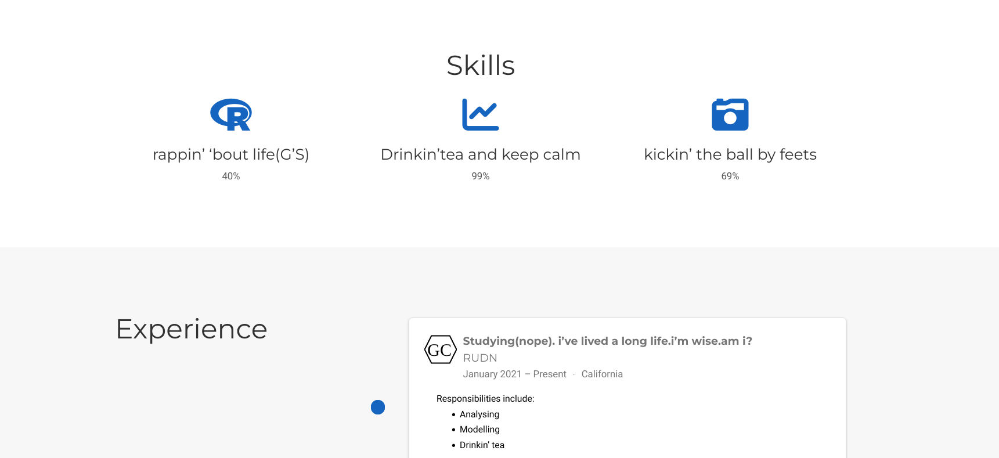 Skills
R
rappin’ ‘bout life(G’S)
Drinkin’tea and keep calm
kickin’ the ball by feets
40%
99%
69%
Experience
GC
Studying(nope). i’ve lived a long life.i’m wise.am i?
RUDN
January 2021 – Present · California
Responsibilities include:
• Analysing
• Modelling
• Drinkin’ tea